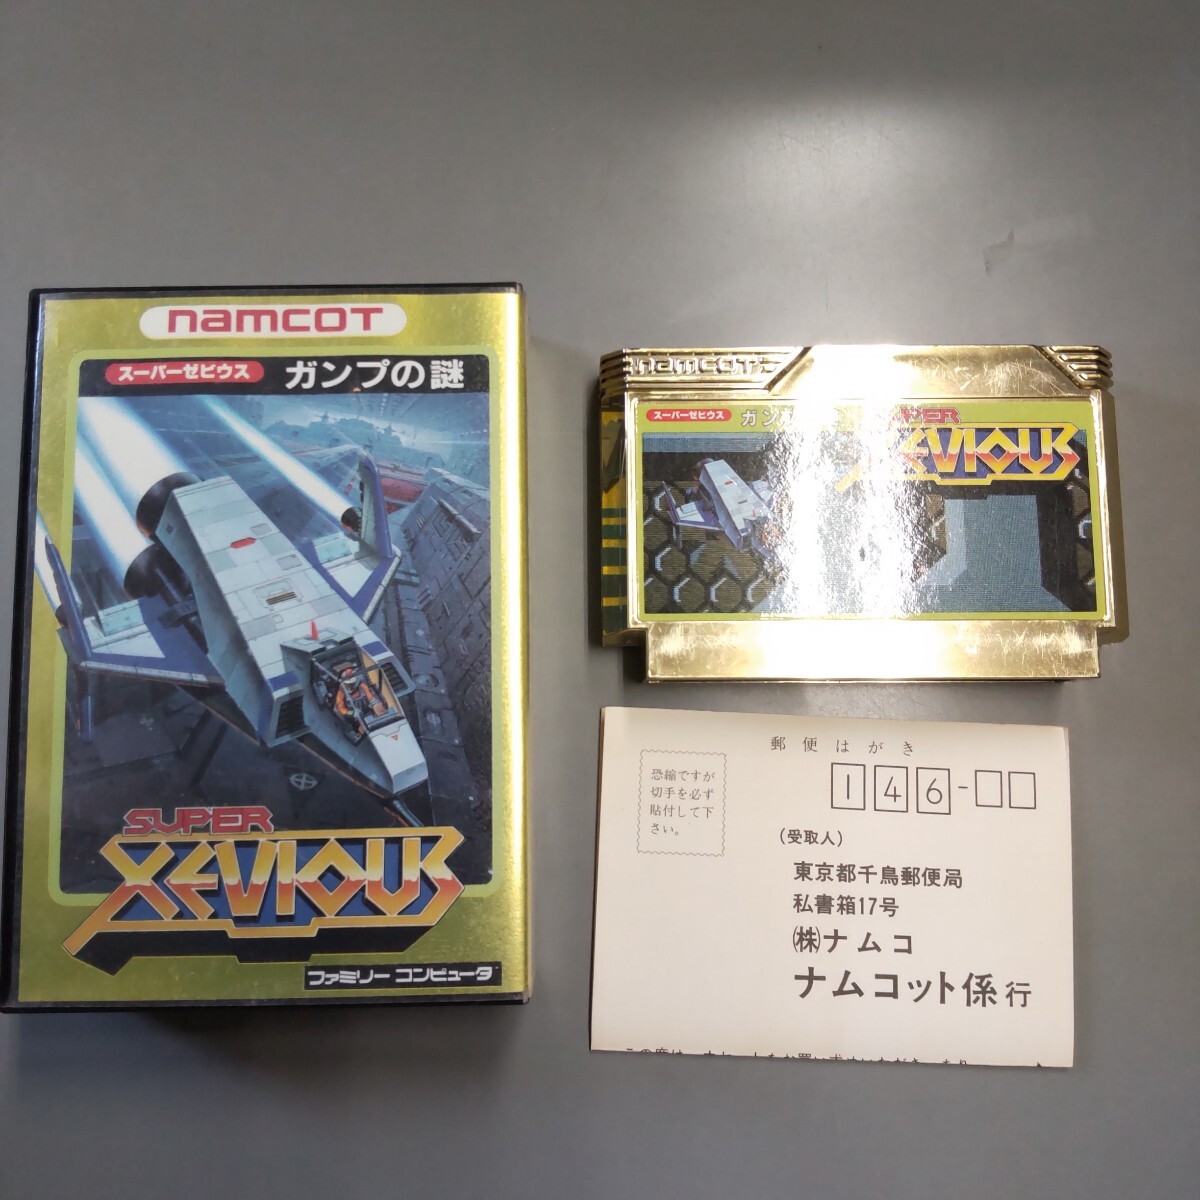 namcot
スーパーゼビウス ガンプの謎
SUPER
XEVIOUS
ファミリー コンピュータ
namcot
スーパーゼビウス ガン
SUPER
XEVIOUS
郵便はがき
恐縮ですが
切手を必ず
貼付して下
さい。
146-
(受取人)
東京都千鳥郵便局
私書箱17号
㈱ナムコ
ナムコット係行